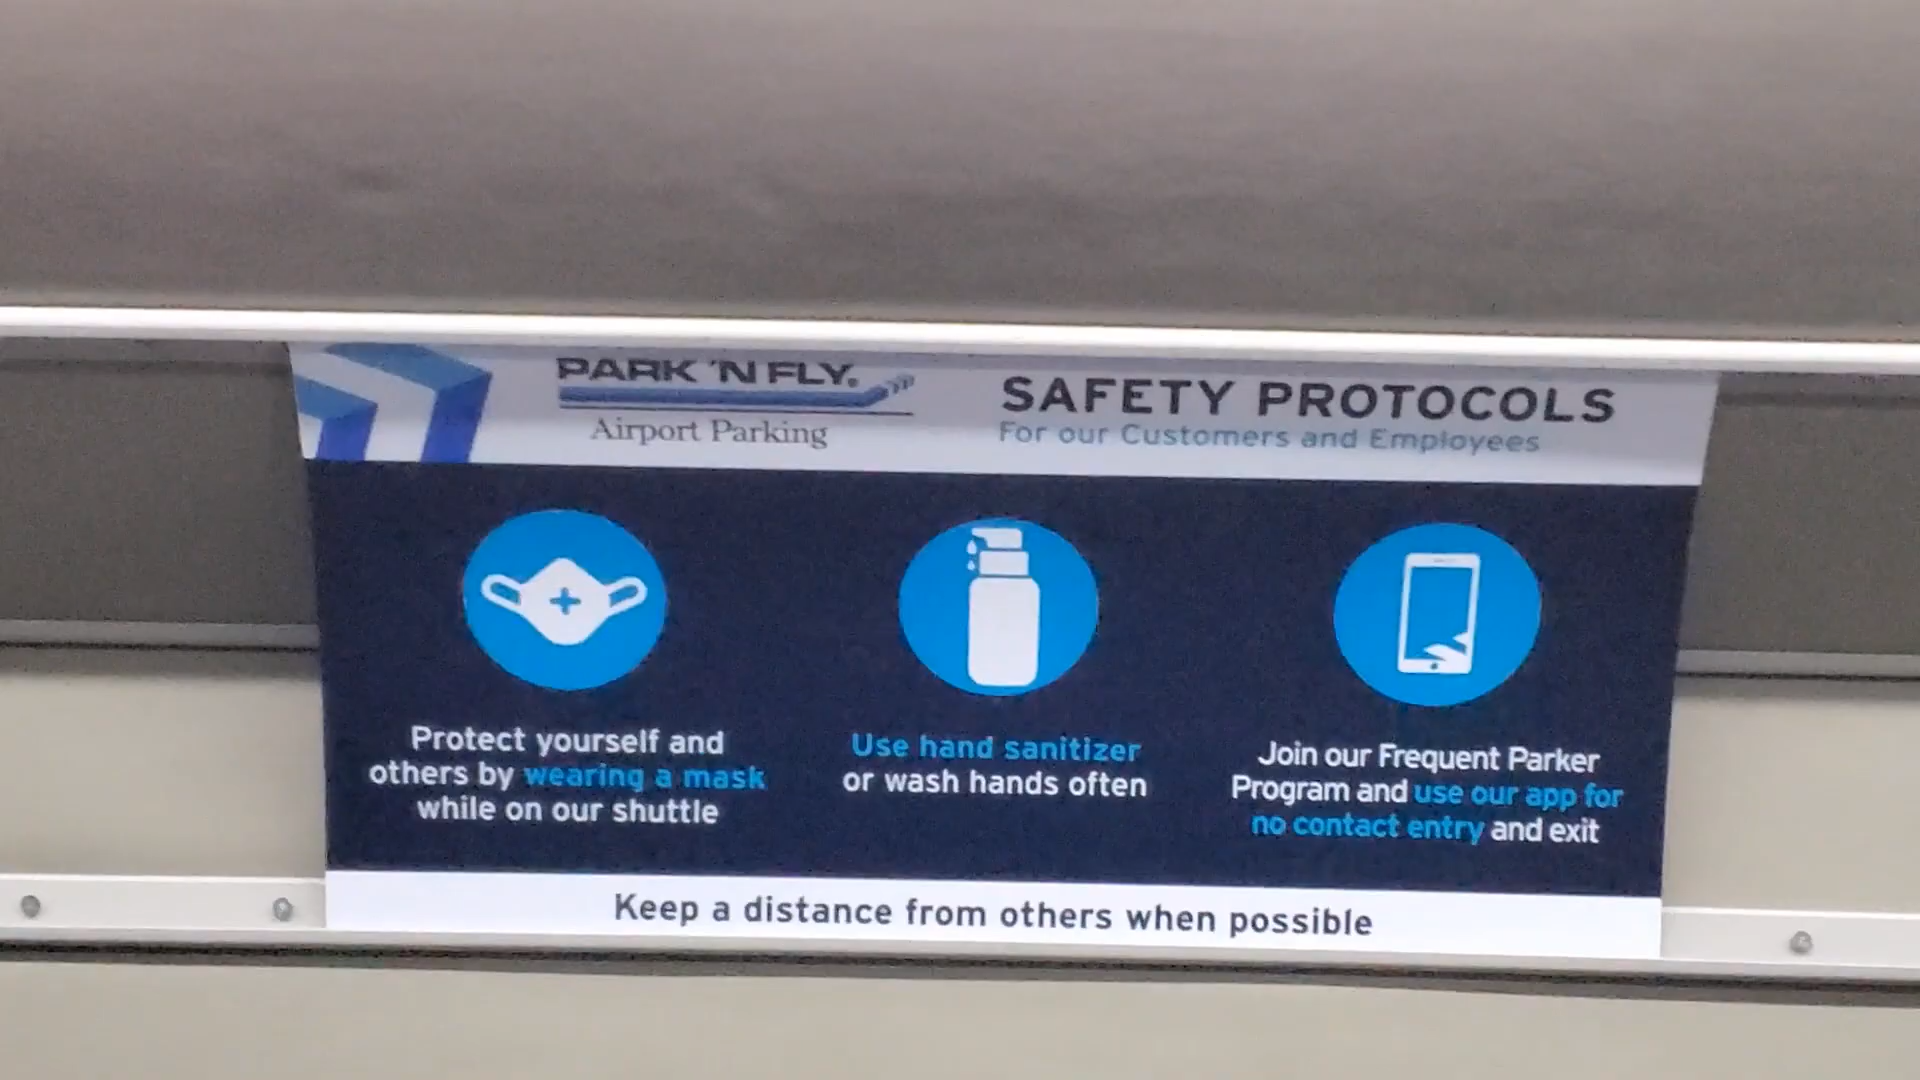 PARK 'N FLY®
Airport Parking
SAFETY PROTOCOLS
For our Customers and Employees
Protect yourself and
others by wearing a mask
while on our shuttle
Use hand sanitizer
or wash hands often
Join our Frequent Parker
Program and use our app for
no contact entry and exit
Keep a distance from others when possible